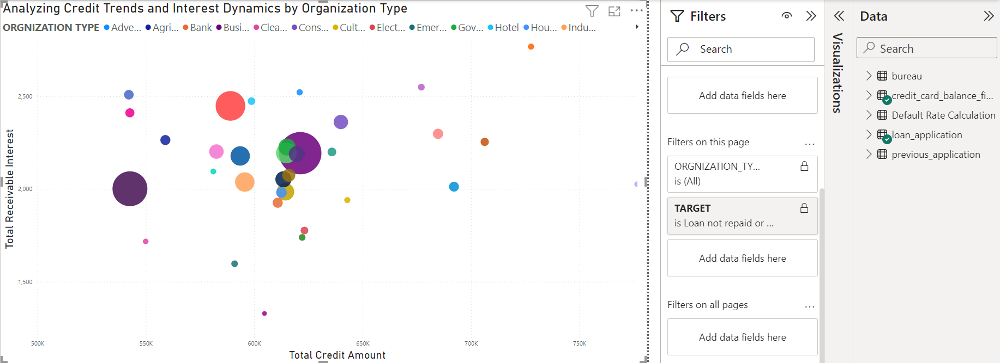 Analyzing Credit Trends and Interest Dynamics by Organization Type
ORGNIZATION TYPE Adve... Agri... Bank Busi... Clea... Cons... Cult... Elect... Emer... Gov... Hotel Hou... Indu...
Total Receivable Interest
2,500
2,000
1,500
500K 550K 600K 650K 700K 750K
Total Credit Amount
Filters
Search
Add data fields here
Filters on this page ...
ORGNIZATION_TY...
is (All)
TARGET
is Loan not repaid or ...
Add data fields here
Filters on all pages ...
Add data fields here
Visualizations
Data
Search
bureau
credit_card_balance_fi...
Default Rate Calculation
loan_application
previous_application